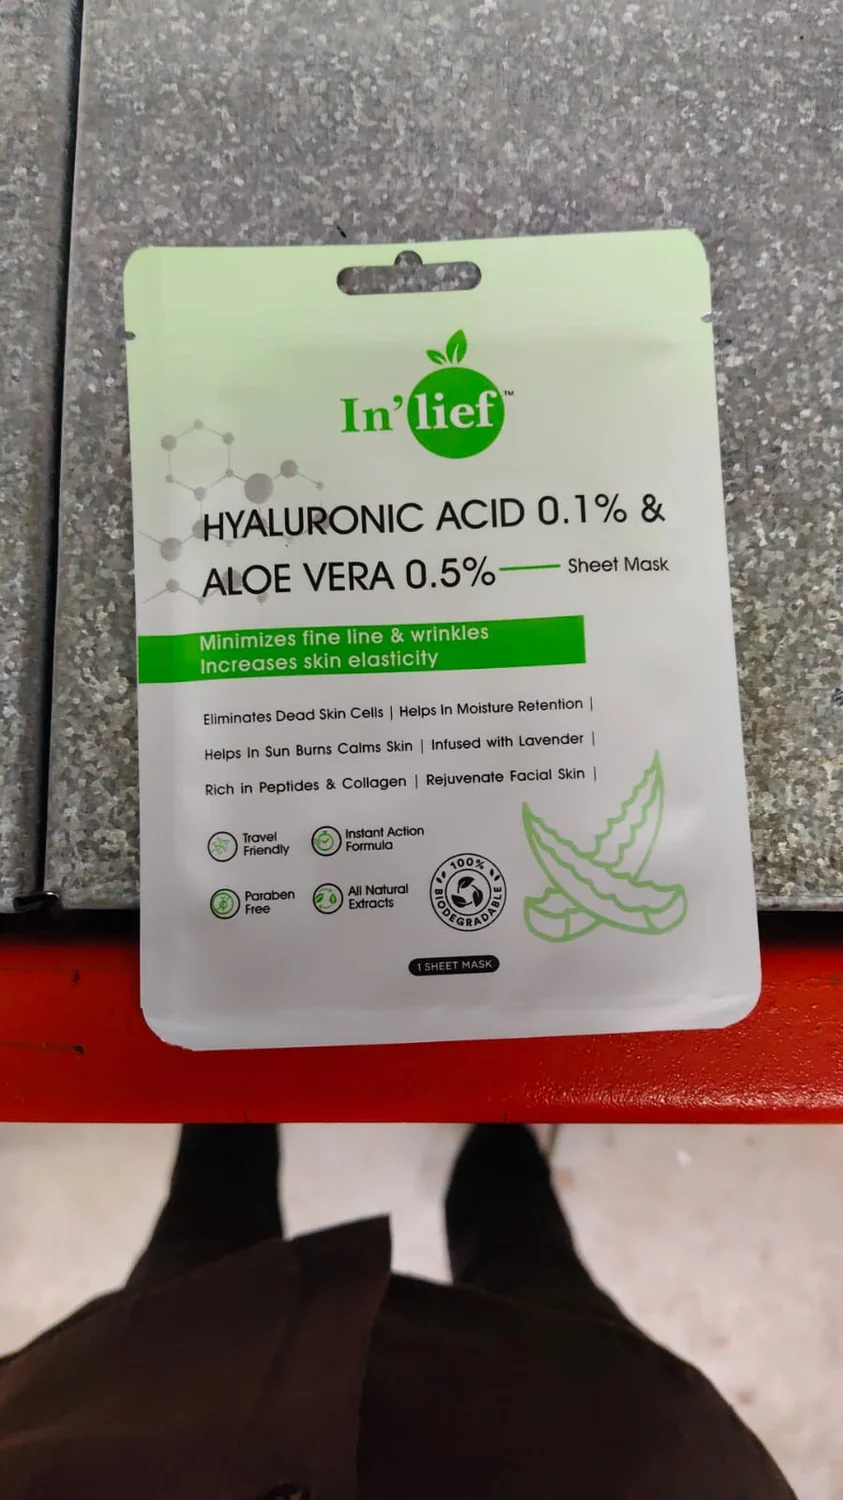 In'lief™
HYALURONIC ACID 0.1% &
ALOE VERA 0.5% Sheet Mask
Minimizes fine line & wrinkles
Increases skin elasticity
Eliminates Dead Skin Cells | Helps In Moisture Retention |
Helps In Sun Burns Calms Skin | Infused with Lavender |
Rich in Peptides & Collagen | Rejuvenate Facial Skin |
Travel
Friendly
Instant Action
Formula
Paraben
Free
All Natural
Extracts
100%
BIODEGRADABLE
1 SHEET MASK